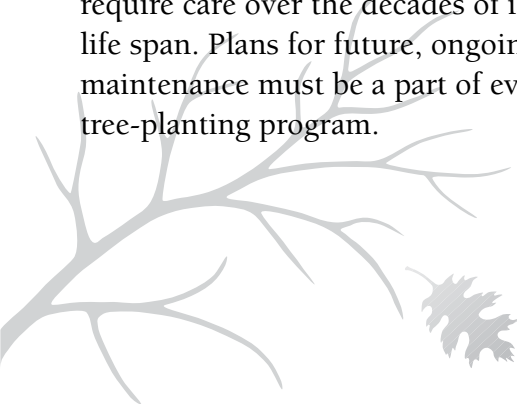 require care over the decades of
life span. Plans for future,
maintenance must be a part of
tree-planting program.